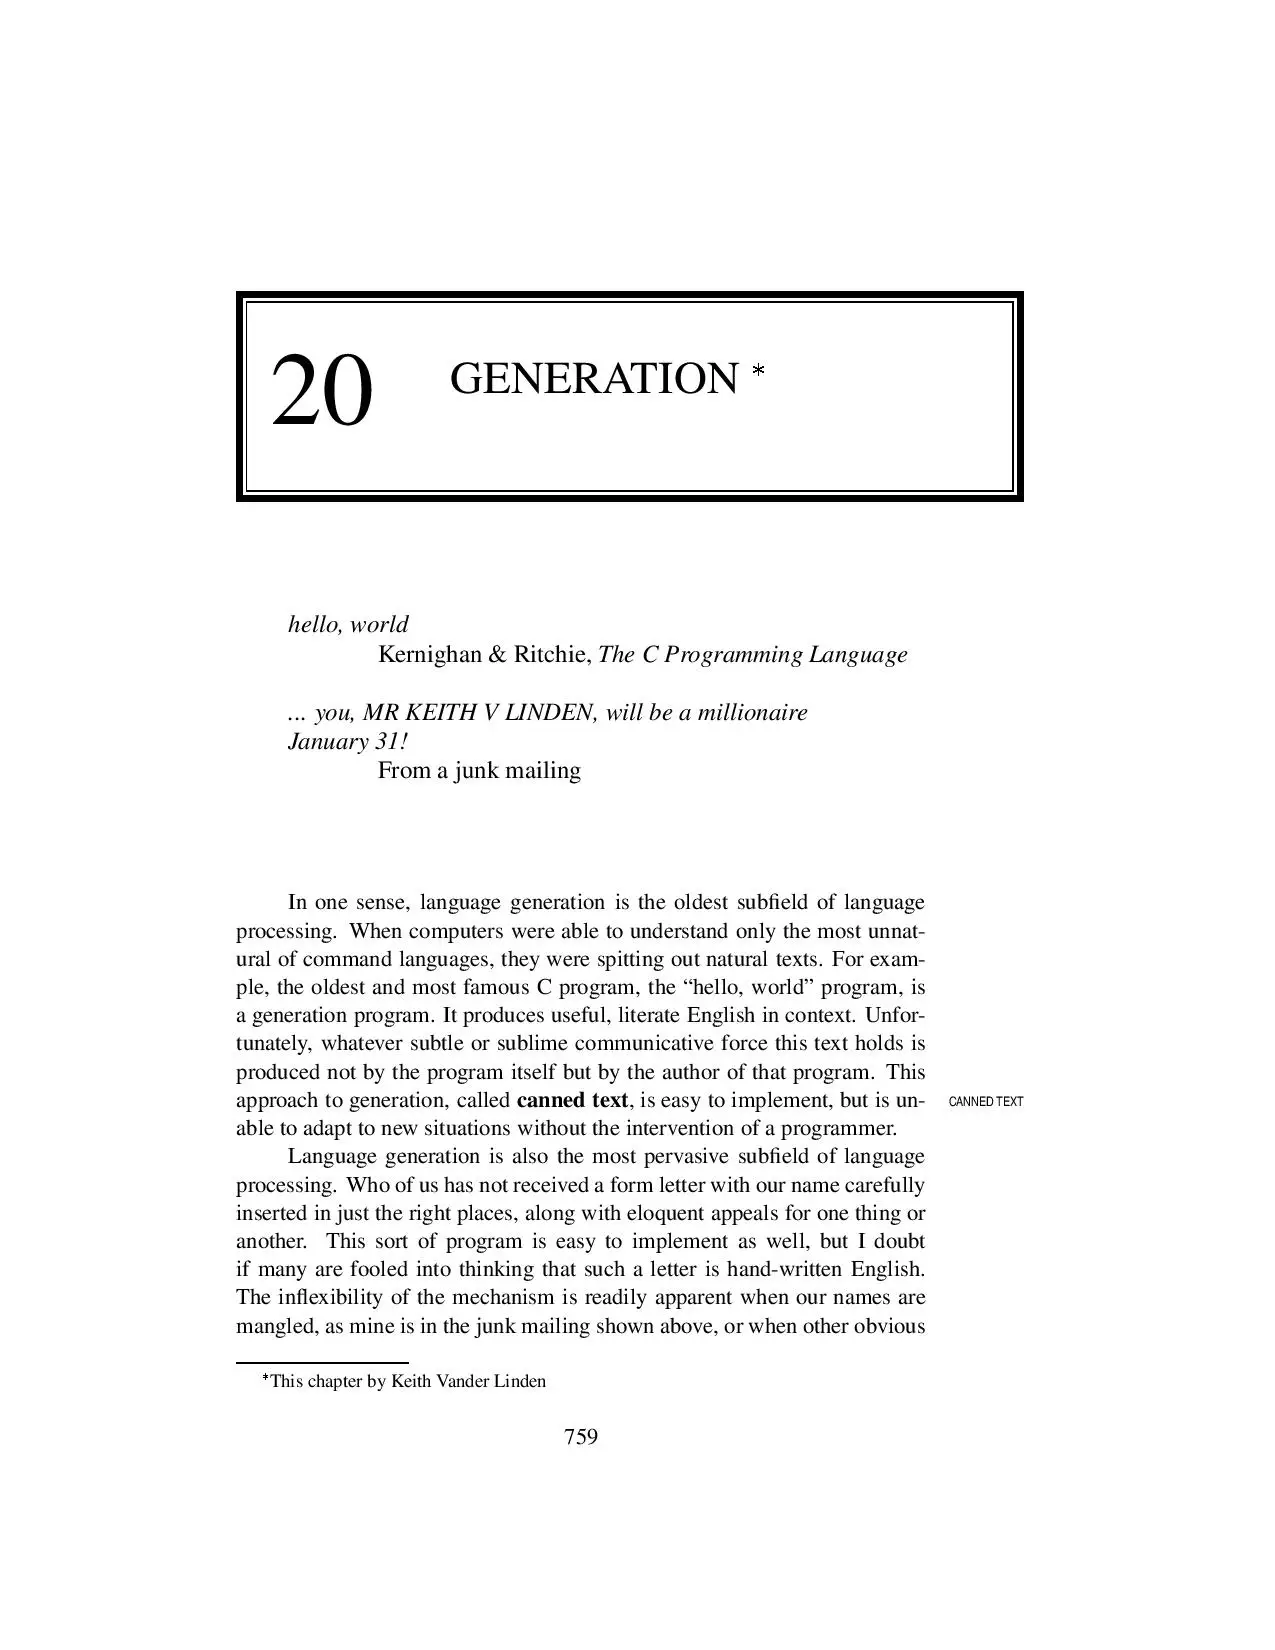 20 GENERATION *
hello, world
Kernighan & Ritchie, The C Programming Language
... you, MR KEITH V LINDEN, will be a millionaire
January 31!
From a junk mailing
In one sense, language generation is the oldest subfield of language
processing. When computers were able to understand only the most unnat-
ural of command languages, they were spitting out natural texts. For exam-
ple, the oldest and most famous C program, the “hello, world” program, is
a generation program. It produces useful, literate English in context. Unfor-
tunately, whatever subtle or sublime communicative force this text holds is
produced not by the program itself but by the author of that program. This
approach to generation, called canned text, is easy to implement, but is un-
CANNED TEXT
able to adapt to new situations without the intervention of a programmer.
Language generation is also the most pervasive subfield of language
processing. Who of us has not received a form letter with our name carefully
inserted in just the right places, along with eloquent appeals for one thing or
another. This sort of program is easy to implement as well, but I doubt
if many are fooled into thinking that such a letter is hand-written English.
The inflexibility of the mechanism is readily apparent when our names are
mangled, as mine is in the junk mailing shown above, or when other obvious
*This chapter by Keith Vander Linden
759